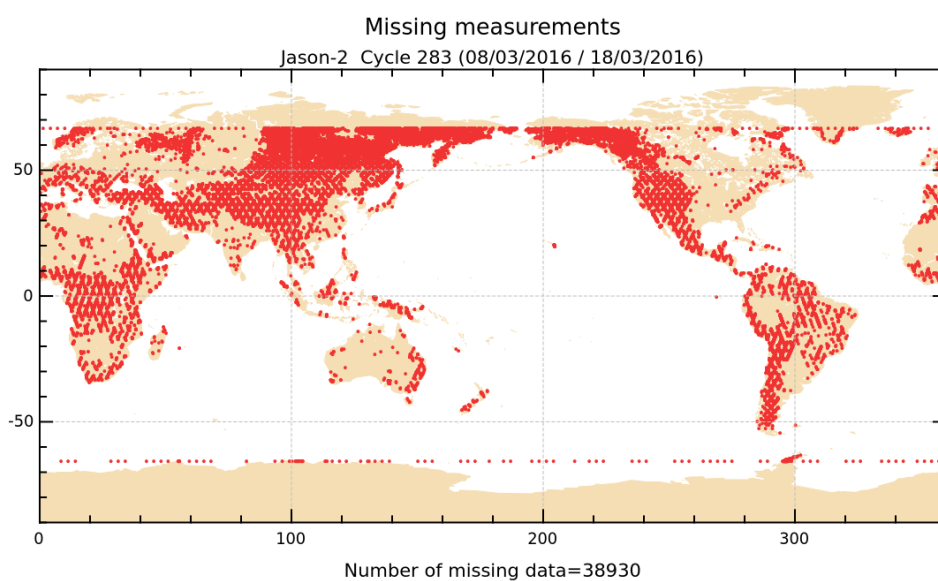 Missing measurements
Jason-2 Cycle 283 (08/03/2016 / 18/03/2016)
50
0
-50
0 100 200 300
Number of missing data=38930